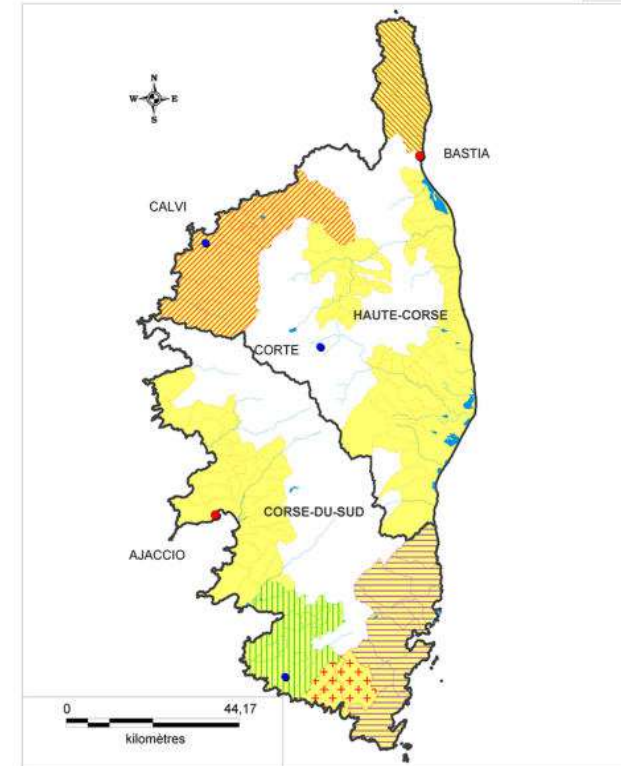 N
W E
S
BASTIA
CALVI
HAUTE-CORSE
CORTE
CORSE-DU-SUD
AJACCIO
0 44,17
kilomètres